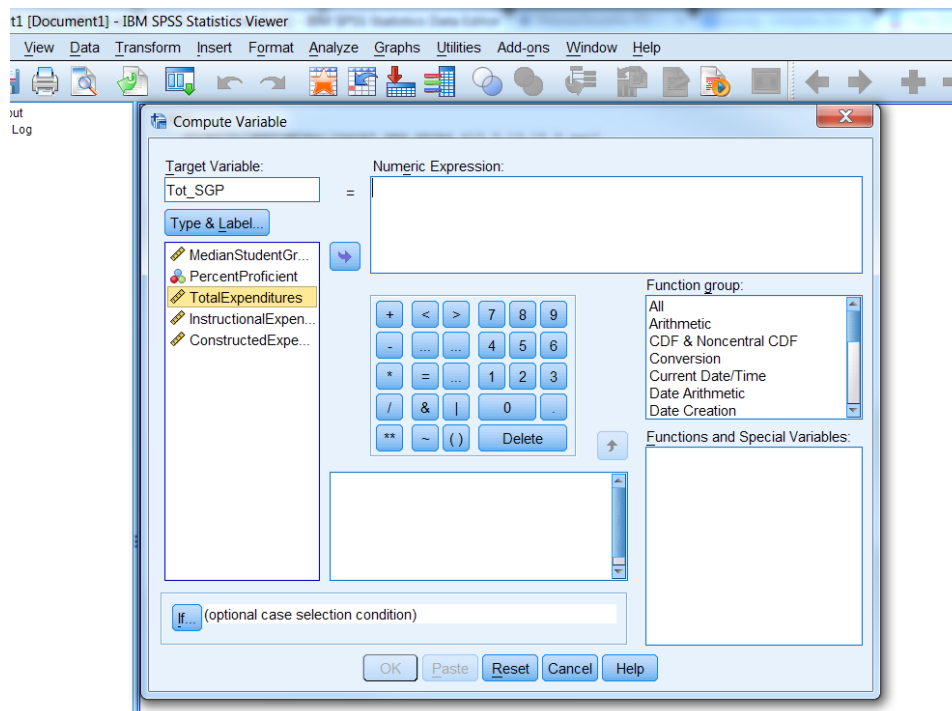 t1 [Document1] - IBM SPSS Statistics Viewer
View Data Transform Insert Format Analyze Graphs Utilities Add-ons Window Help
out
Log
Compute Variable
Target Variable:
Numeric Expression:
Tot_SGP
=
Type & Label...
MedianStudentGr...
PercentProficient
TotalExpenditures
InstructionalExpen...
ConstructedExpe...
+ < > 7 8 9
- ... ... 4 5 6
* = ... 1 2 3
/ & | 0 .
** ~ ( ) Delete
Function group:
All
Arithmetic
CDF & Noncentral CDF
Conversion
Current Date/Time
Date Arithmetic
Date Creation
Functions and Special Variables:
If... (optional case selection condition)
OK Paste Reset Cancel Help